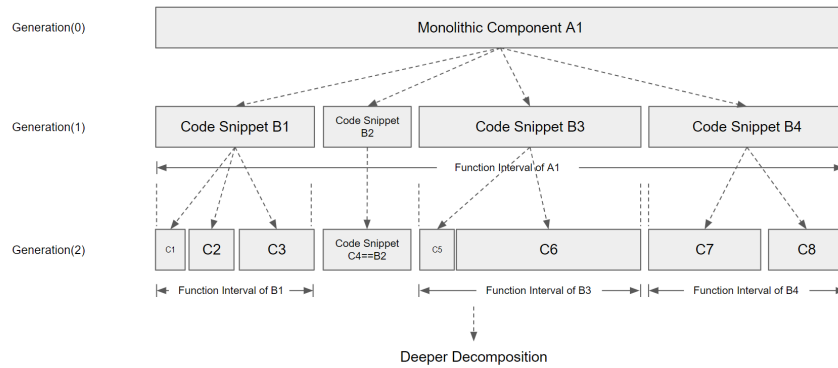 Generation(0)
Monolithic Component A1
Generation(1)
Code Snippet B1
Code Snippet
B2
Code Snippet B3
Code Snippet B4
Function Interval of A1
Generation(2)
C1
C2
C3
Code Snippet
C4==B2
C5
C6
C7
C8
Function Interval of B1
Function Interval of B3
Function Interval of B4
Deeper Decomposition